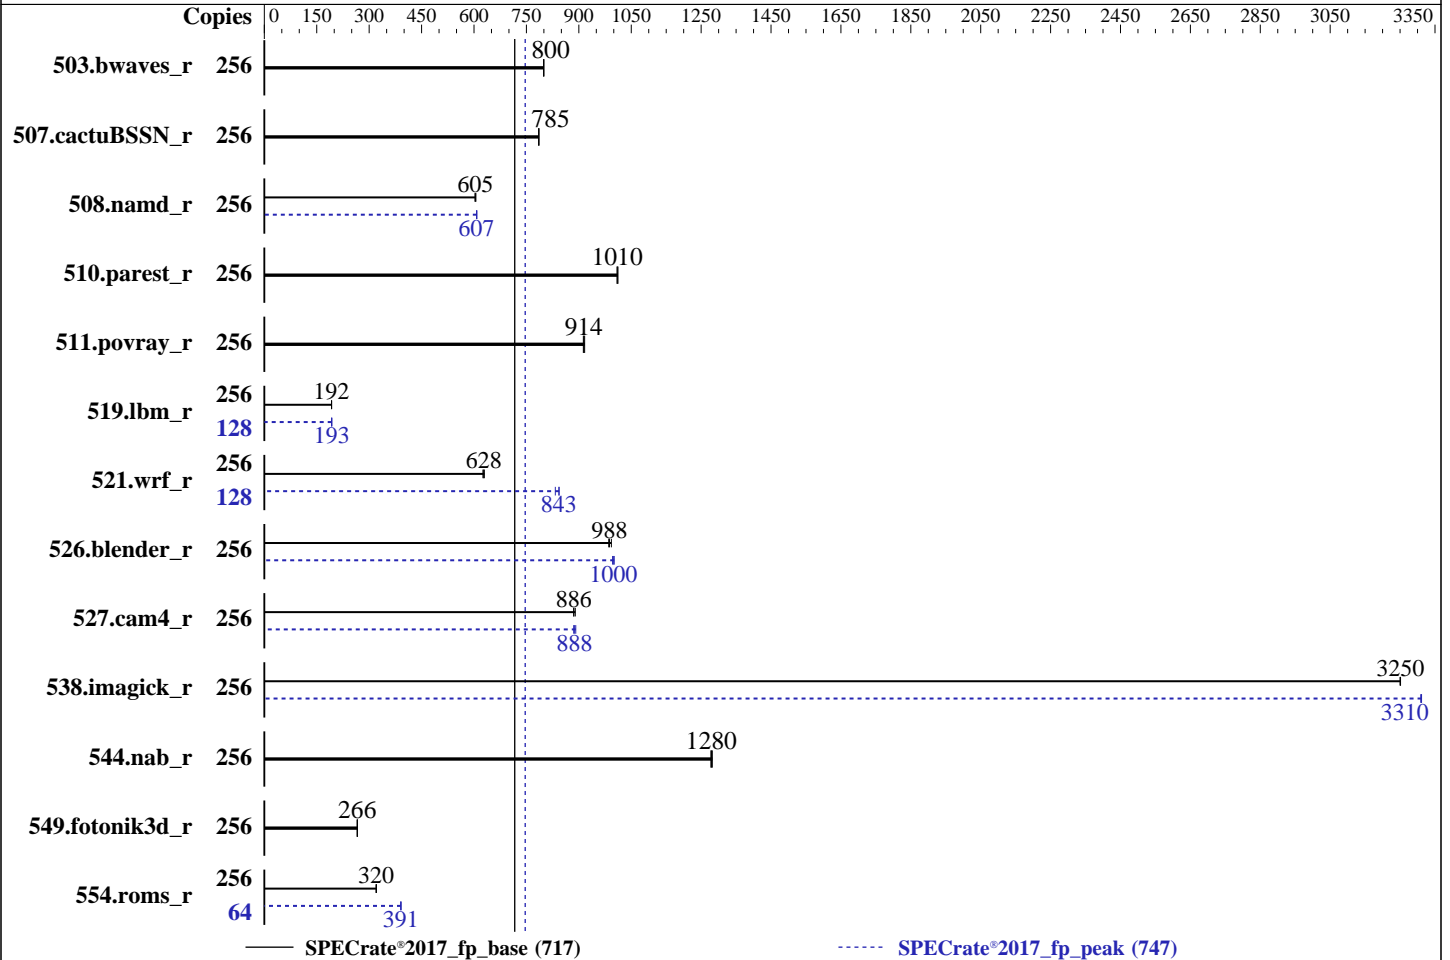 Copies 0 150 300 450 600 750 900 1050 1250 1450 1650 1850 2050 2250 2450 2650 2850 3050 3350
503.bwaves_r 256 800
507.cactuBSSN_r 256 785
508.namd_r 256 605
607
510.parest_r 256 1010
511.povray_r 256 914
519.lbm_r 256 192
128 193
521.wrf_r 256 628
128 843
526.blender_r 256 988
1000
527.cam4_r 256 886
888
538.imagick_r 256 3250
3310
544.nab_r 256 1280
549.fotonik3d_r 256 266
554.roms_r 256 320
64 391
SPECrate®2017_fp_base (717) SPECrate®2017_fp_peak (747)